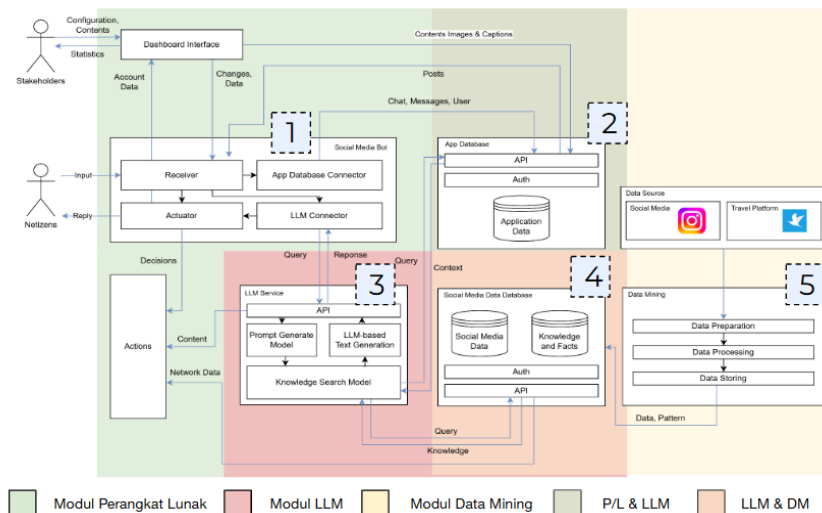 Configuration,
Contents
Statistics
Stakeholders
Dashboard Interface
Contents Images & Captions
Account
Data
Changes,
Data
Posts
Chat, Messages, User
1
Social Media Bot
Input
Receiver
App Database Connector
Reply
Actuator
LLM Connector
Netizens
2
App Database
API
Auth
Application
Data
Data Source
Social Media
Travel Platform
Decisions
Query
Reponse
Query
Context
3
LLM Service
API
Prompt Generate
Model
LLM-based
Text Generation
Knowledge Search Model
Actions
Content
Network Data
4
Social Media Data Database
Social Media
Data
Knowledge
and Facts
Auth
API
5
Data Mining
Data Preparation
Data Processing
Data Storing
Data, Pattern
Query
Knowledge
Modul Perangkat Lunak
Modul LLM
Modul Data Mining
P/L & LLM
LLM & DM